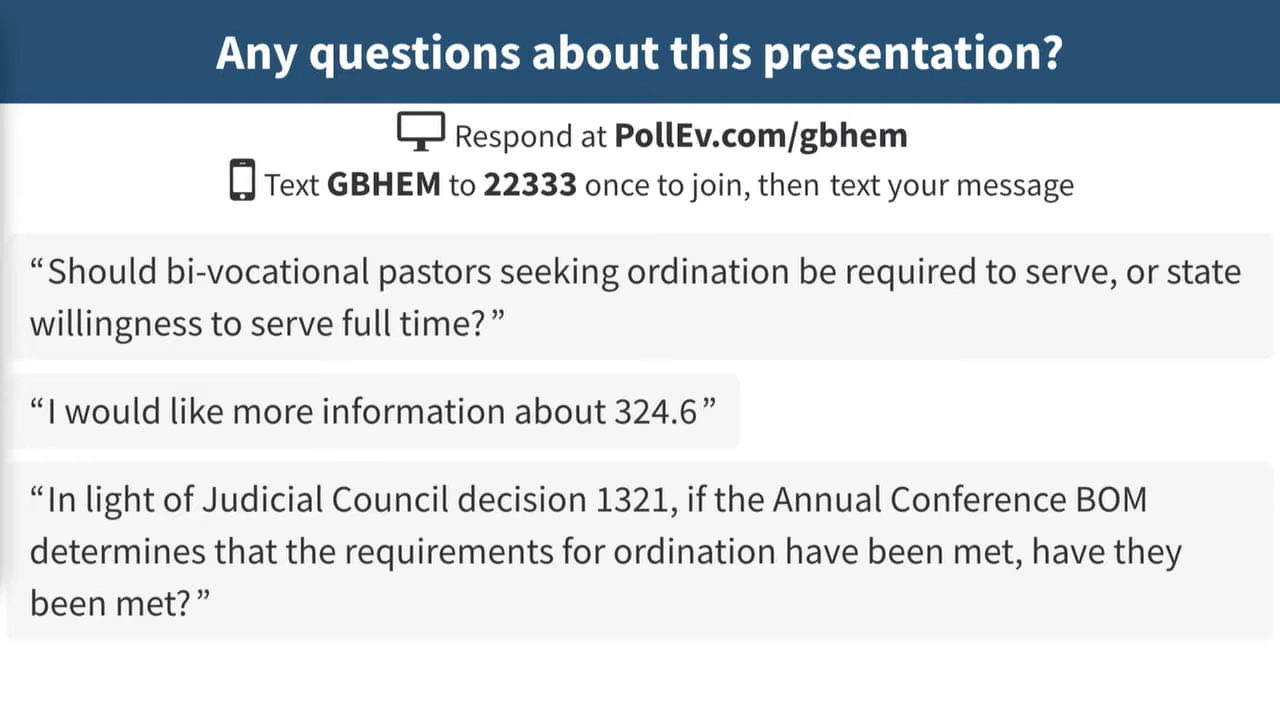 Any questions about this presentation?
Respond at PollEv.com/gbhem
Text GBHEM to 22333 once to join, then text your message
“Should bi-vocational pastors seeking ordination be required to serve, or state
willingness to serve full time?”
“I would like more information about 324.6”
“In light of Judicial Council decision 1321, if the Annual Conference BOM
determines that the requirements for ordination have been met, have they
been met?”